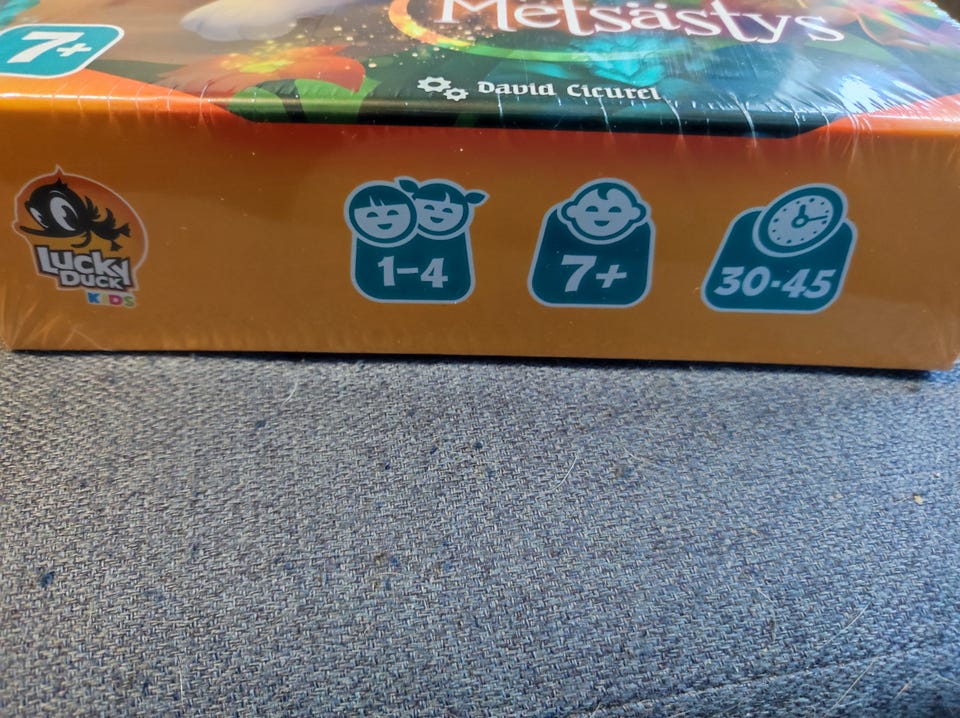 Metsästys
7+
David Cicurel
Lucky
Duck
KIDS
1-4
7+
30-45